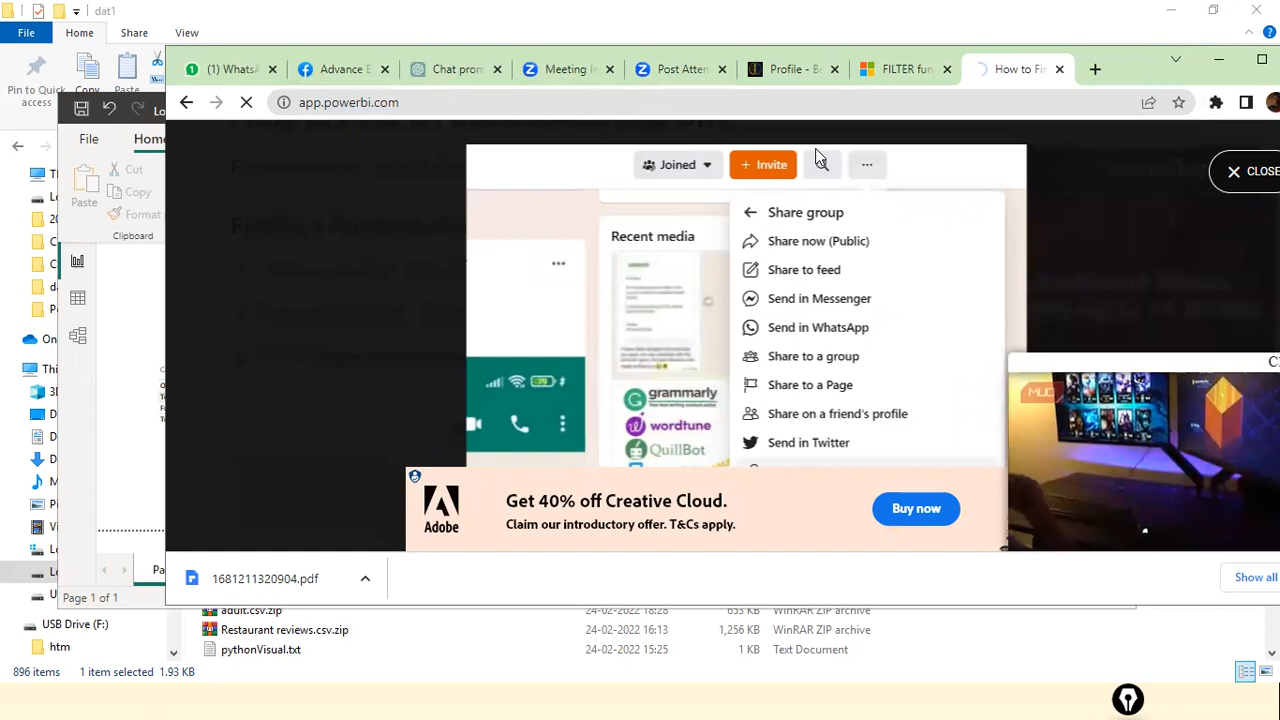 dat1
File
Home
Share
View
Pin to Quick access
Copy
Paste
(1) Whats
Advance E
Chat prom
Meeting In
Post Atten
Profile - Be
FILTER fun
How to Fin
app.powerbi.com
File
Home
Lo
Paste
Cut
Copy
Format
Clipboard
Joined
+ Invite
CLOSE
Share group
Share now (Public)
Share to feed
Send in Messenger
Send in WhatsApp
Share to a group
Share to a Page
Share on a friend's profile
Send in Twitter
Recent media
grammarly
wordtune
QuillBot
Adobe
Get 40% off Creative Cloud.
Claim our introductory offer. T&Cs apply.
Buy now
1681211320904.pdf
Show all
Page 1 of 1
adult.csv.zip 24-02-2022 18:28 653 KB WinRAR ZIP archive
Restaurant reviews.csv.zip 24-02-2022 16:13 1,256 KB WinRAR ZIP archive
pythonVisual.txt 24-02-2022 15:25 1 KB Text Document
USB Drive (F:)
htm
896 items 1 item selected 1.93 KB